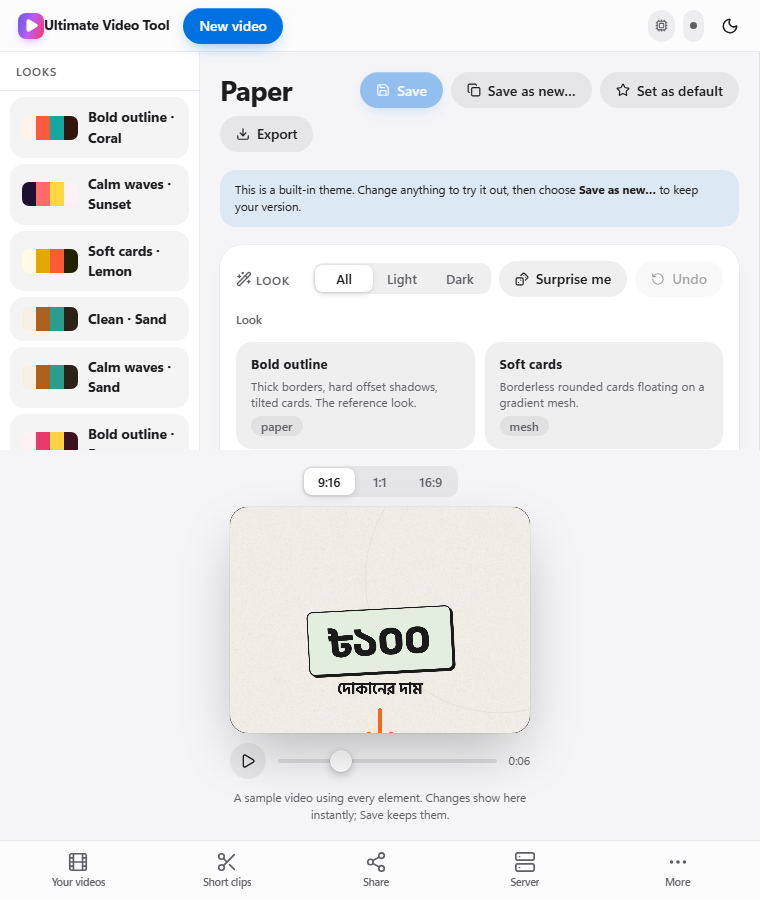 Ultimate Video Tool
New video
LOOKS
Bold outline ·
Coral
Calm waves ·
Sunset
Soft cards ·
Lemon
Clean · Sand
Calm waves ·
Sand
Bold outline ·
Paper
Save
Save as new...
Set as default
Export
This is a built-in theme. Change anything to try it out, then choose Save as new... to keep
your version.
LOOK
All
Light
Dark
Surprise me
Undo
Look
Bold outline
Thick borders, hard offset shadows,
tilted cards. The reference look.
paper
Soft cards
Borderless rounded cards floating on a
gradient mesh.
mesh
9:16
1:1
16:9
৳১০০
দোকানের দাম
0:06
A sample video using every element. Changes show here
instantly; Save keeps them.
Your videos
Short clips
Share
Server
More